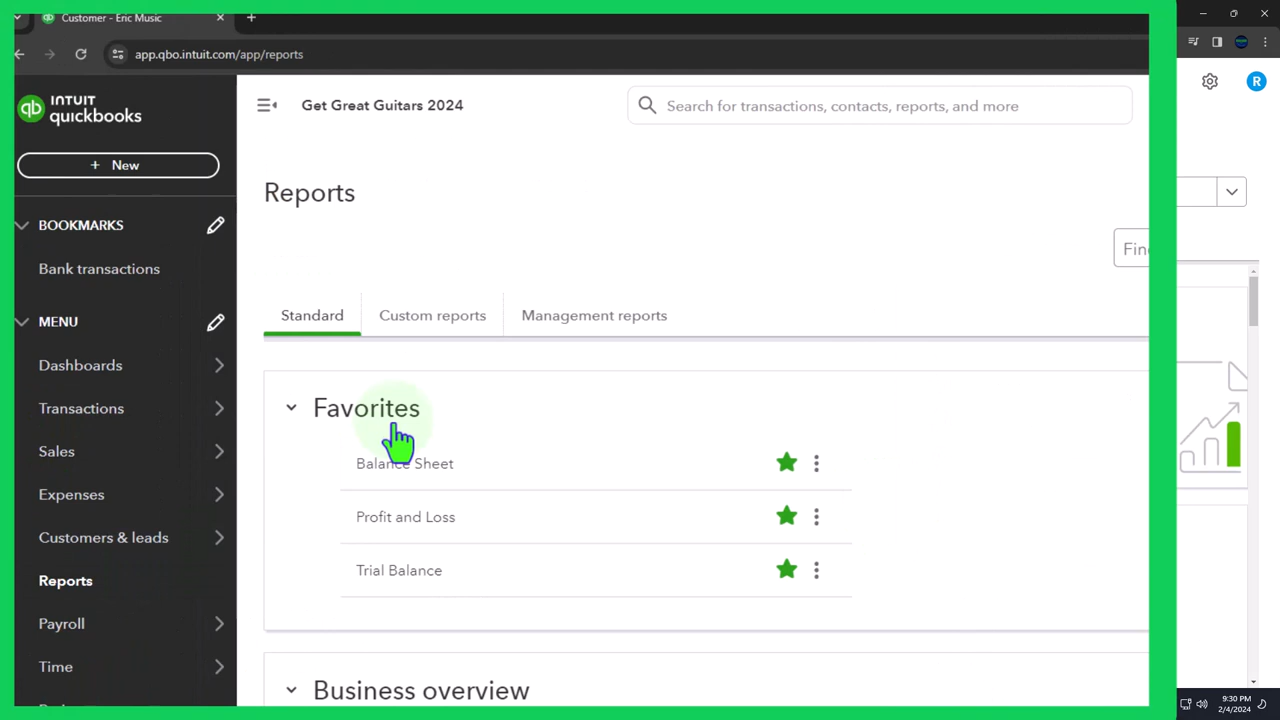 Customer - Eric Music
app.qbo.intuit.com/app/reports
qb INTUIT
quickbooks
Get Great Guitars 2024
Search for transactions, contacts, reports, and more
R
+ New
Reports
BOOKMARKS
Bank transactions
Fin
MENU
Standard
Custom reports
Management reports
Dashboards
Transactions
Favorites
Sales
Balance Sheet
Expenses
Profit and Loss
Customers & leads
Trial Balance
Reports
Payroll
Time
Business overview
9:30 PM
2/4/2024